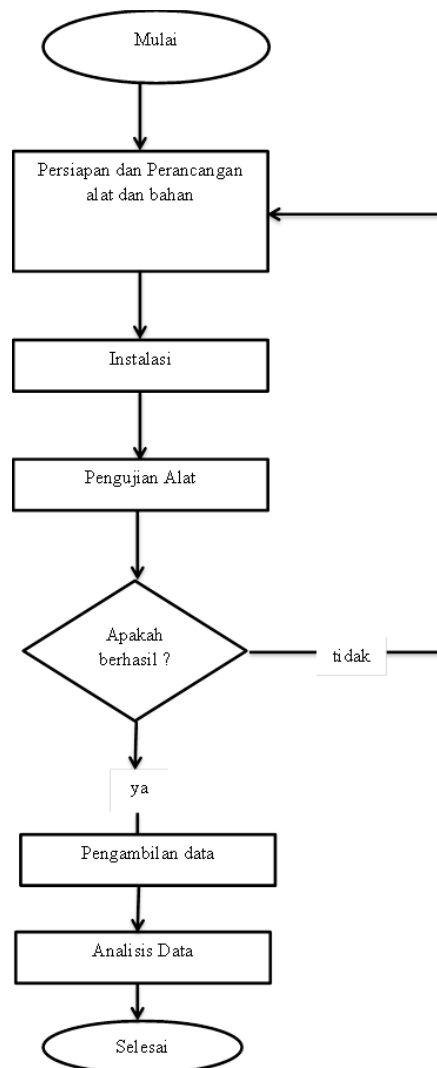 Mulai
Persiapan dan Perancangan
alat dan bahan
Instalasi
Pengujian Alat
Apakah
berhasil ?
tidak
ya
Pengambilan data
Analisis Data
Selesai